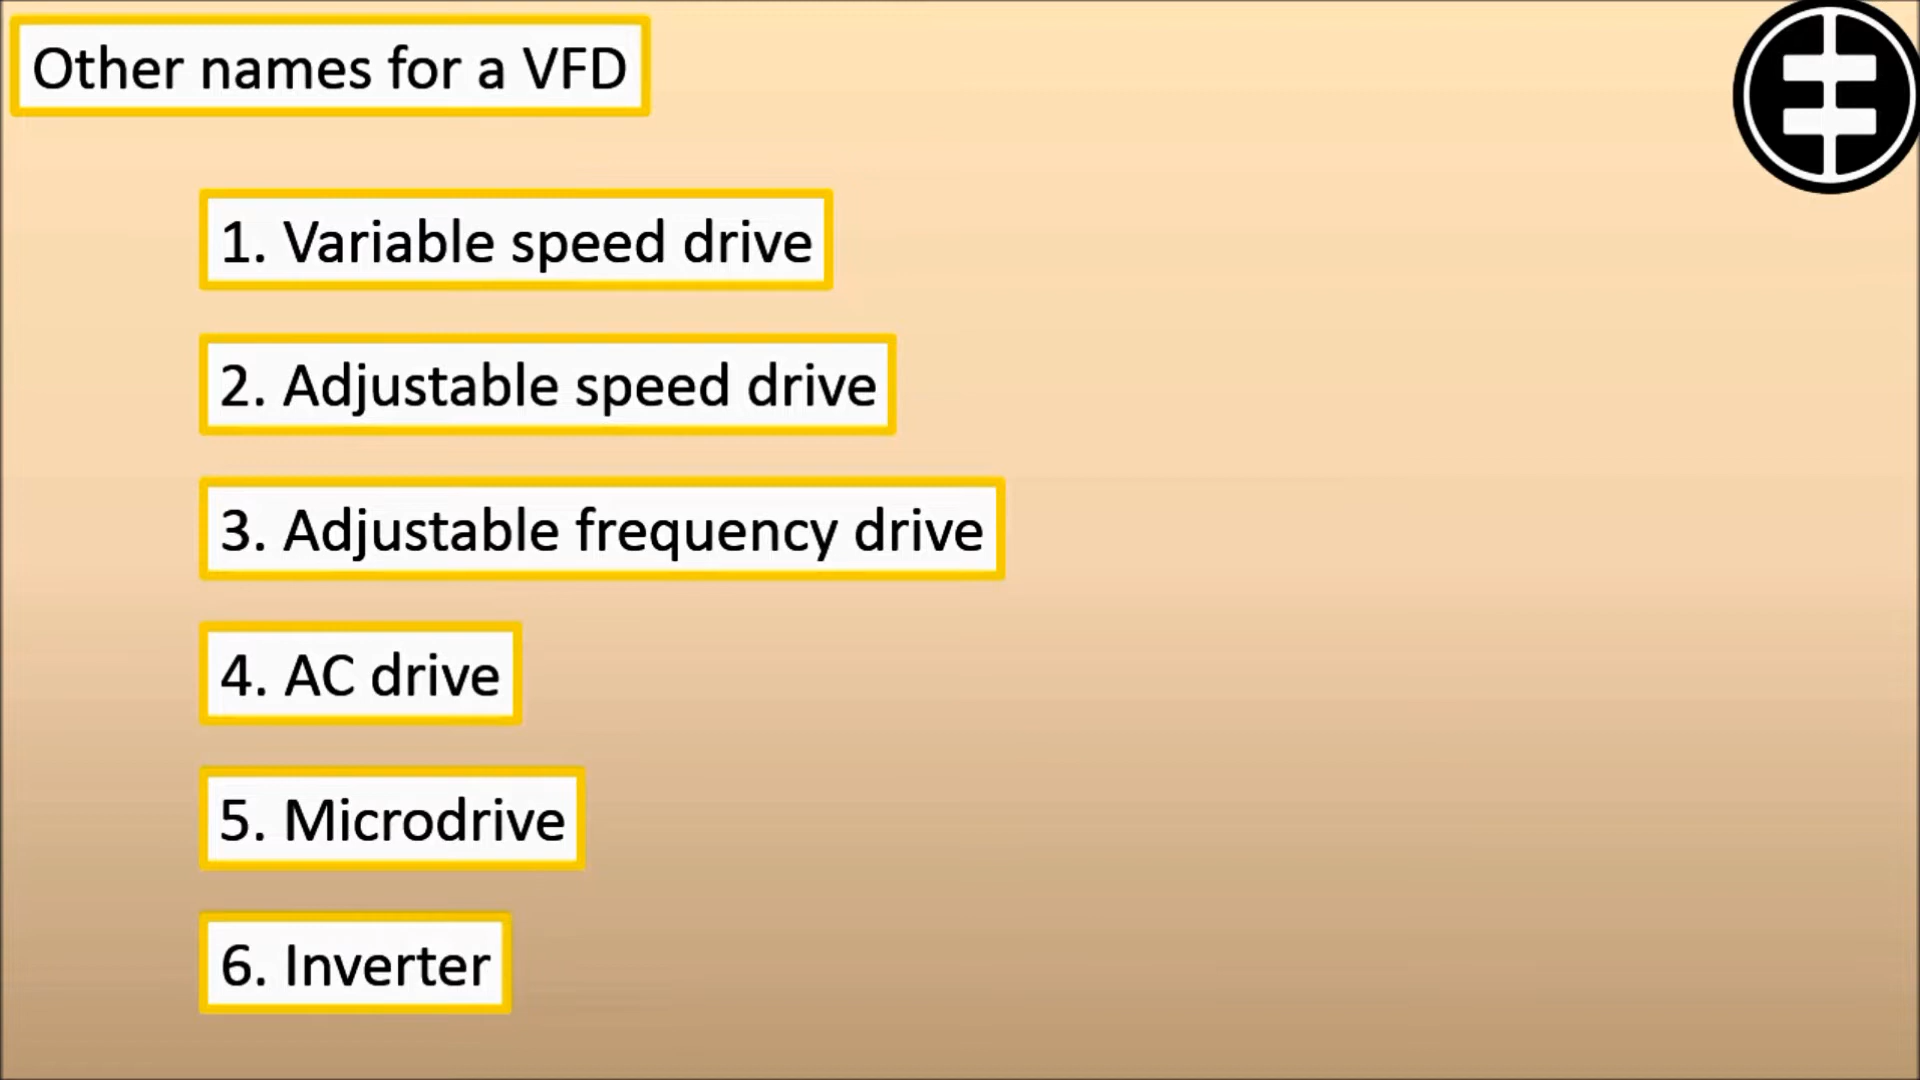 Other names for a VFD
1. Variable speed drive
2. Adjustable speed drive
3. Adjustable frequency drive
4. AC drive
5. Microdrive
6. Inverter